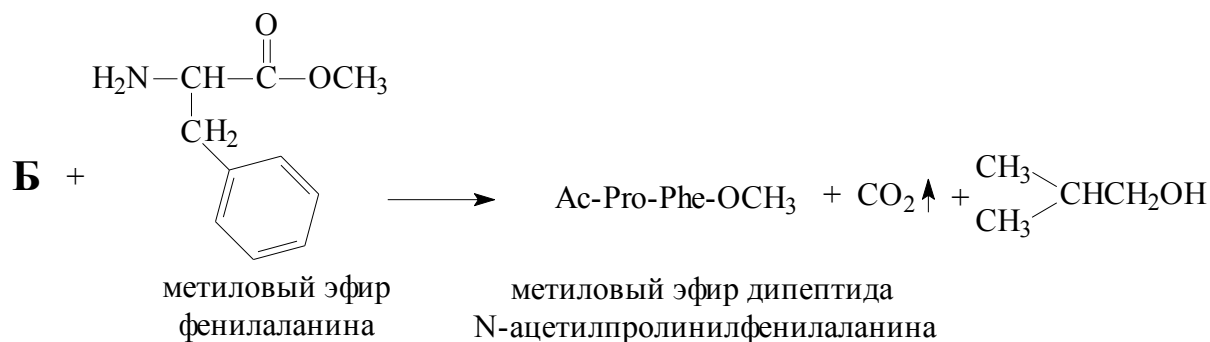 O
H₂N—CH—C—OCH₃
CH₂
Б + → Ac-Pro-Phe-OCH₃ + CO₂↑ + CH₃ CH₃ CHCH₂OH
метиловый эфир
фенилаланина
метиловый эфир дипептида
N-ацетилпролинилфенилаланина